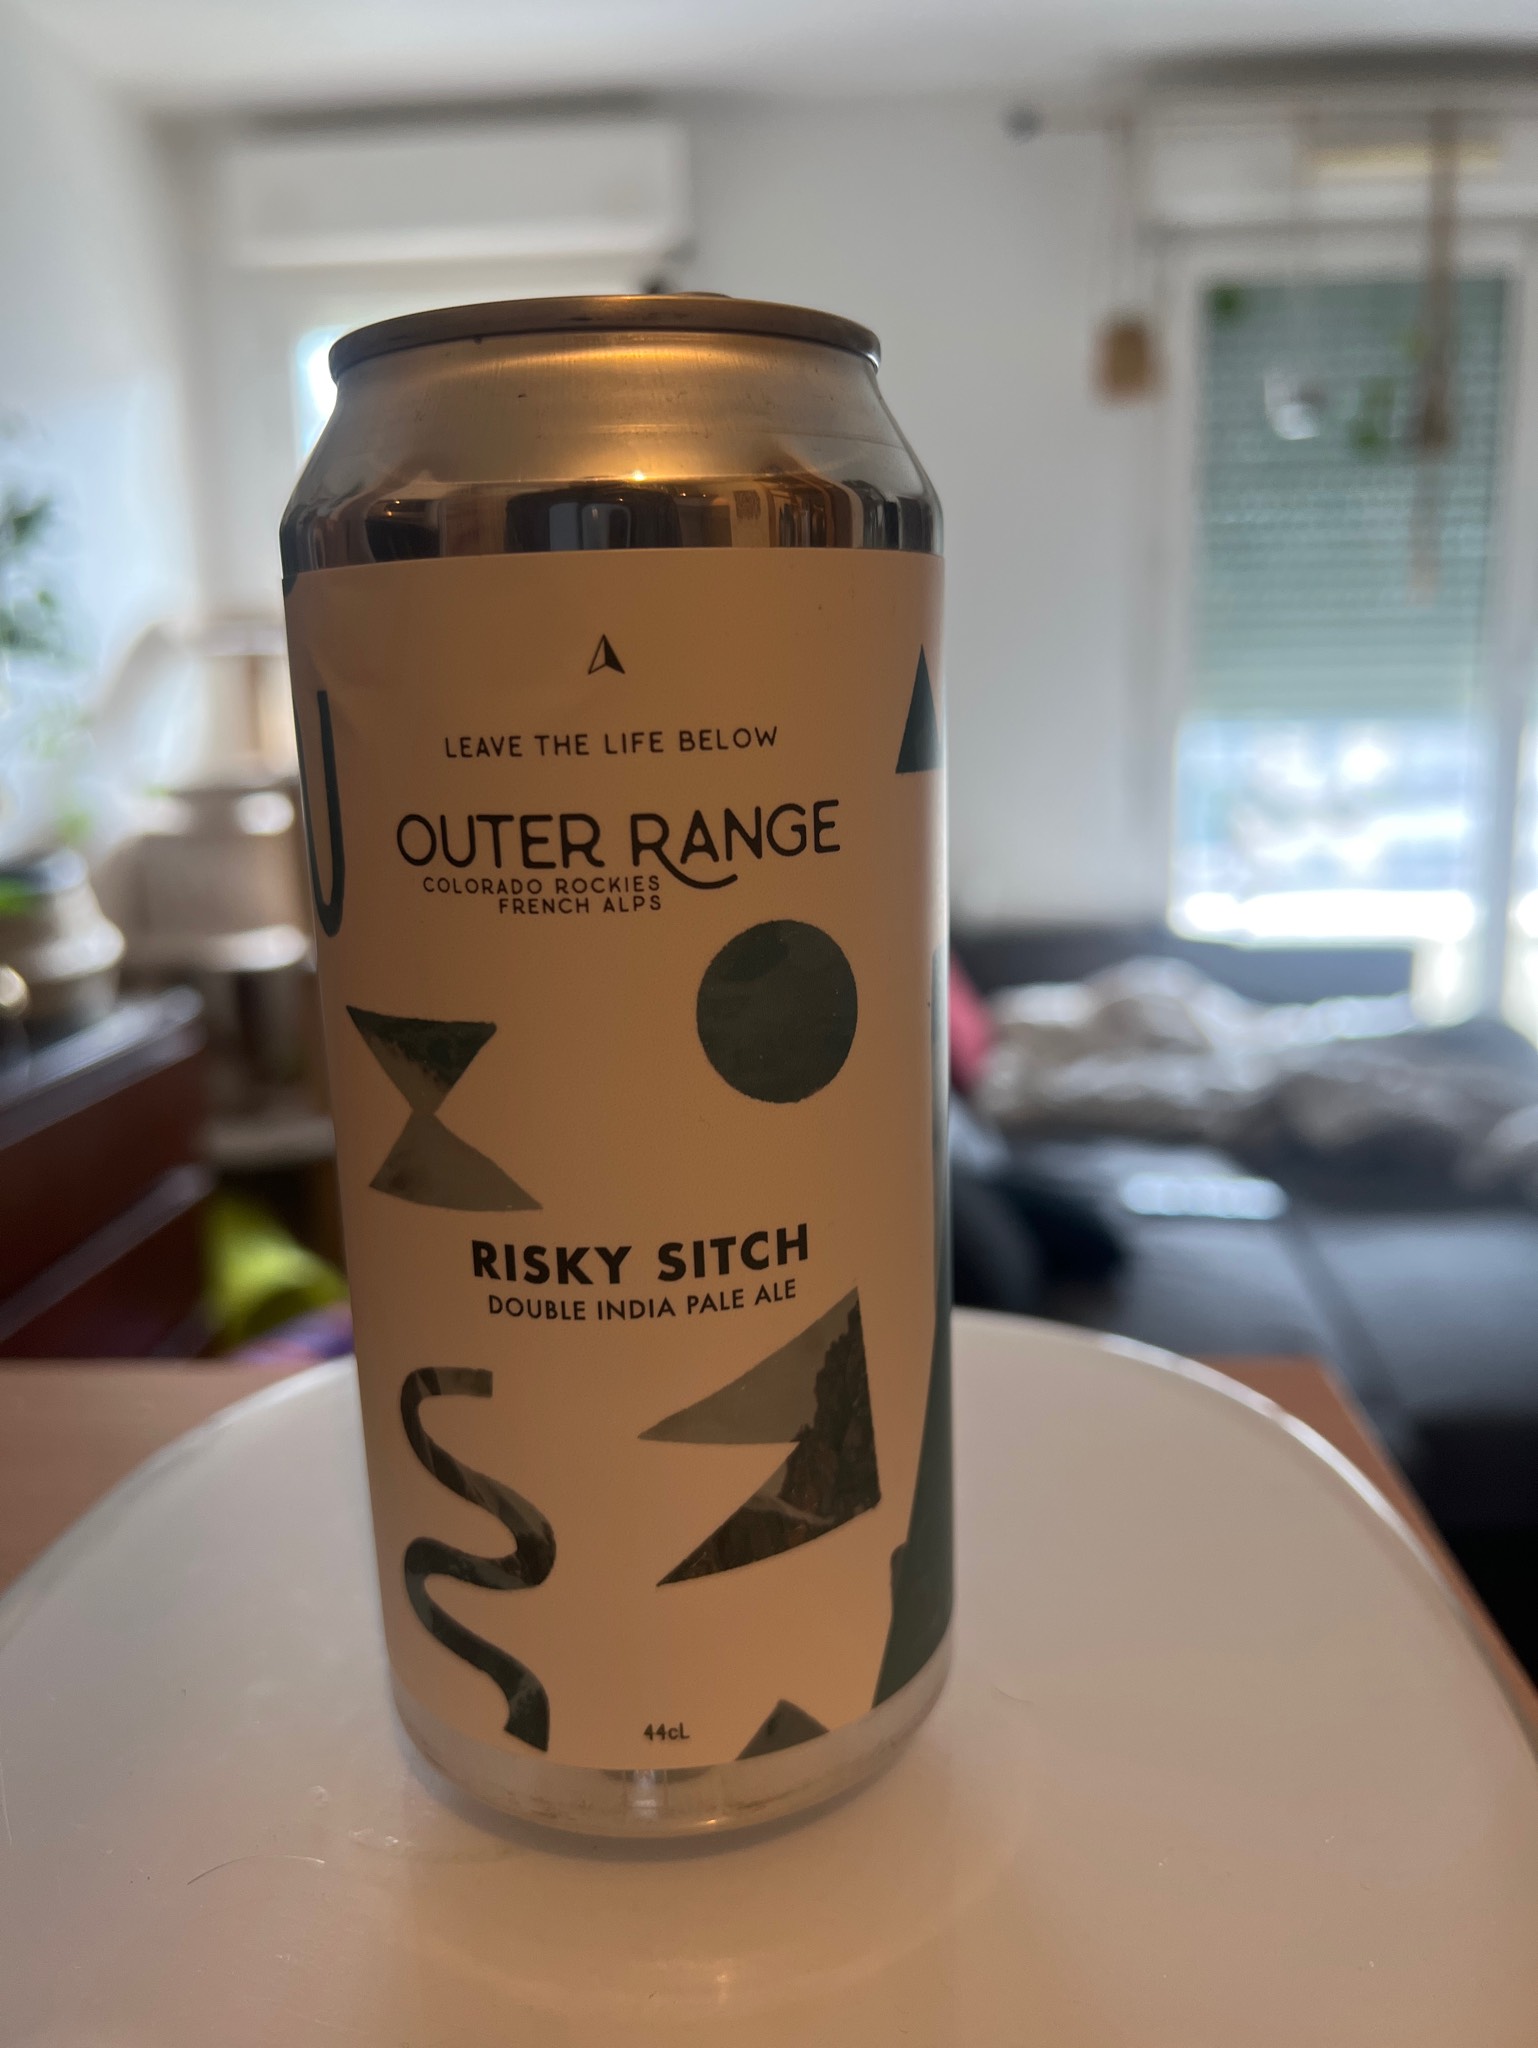 LEAVE THE LIFE BELOW
OUTER RANGE
COLORADO ROCKIES
FRENCH ALPS
RISKY SITCH
DOUBLE INDIA PALE ALE
44cL